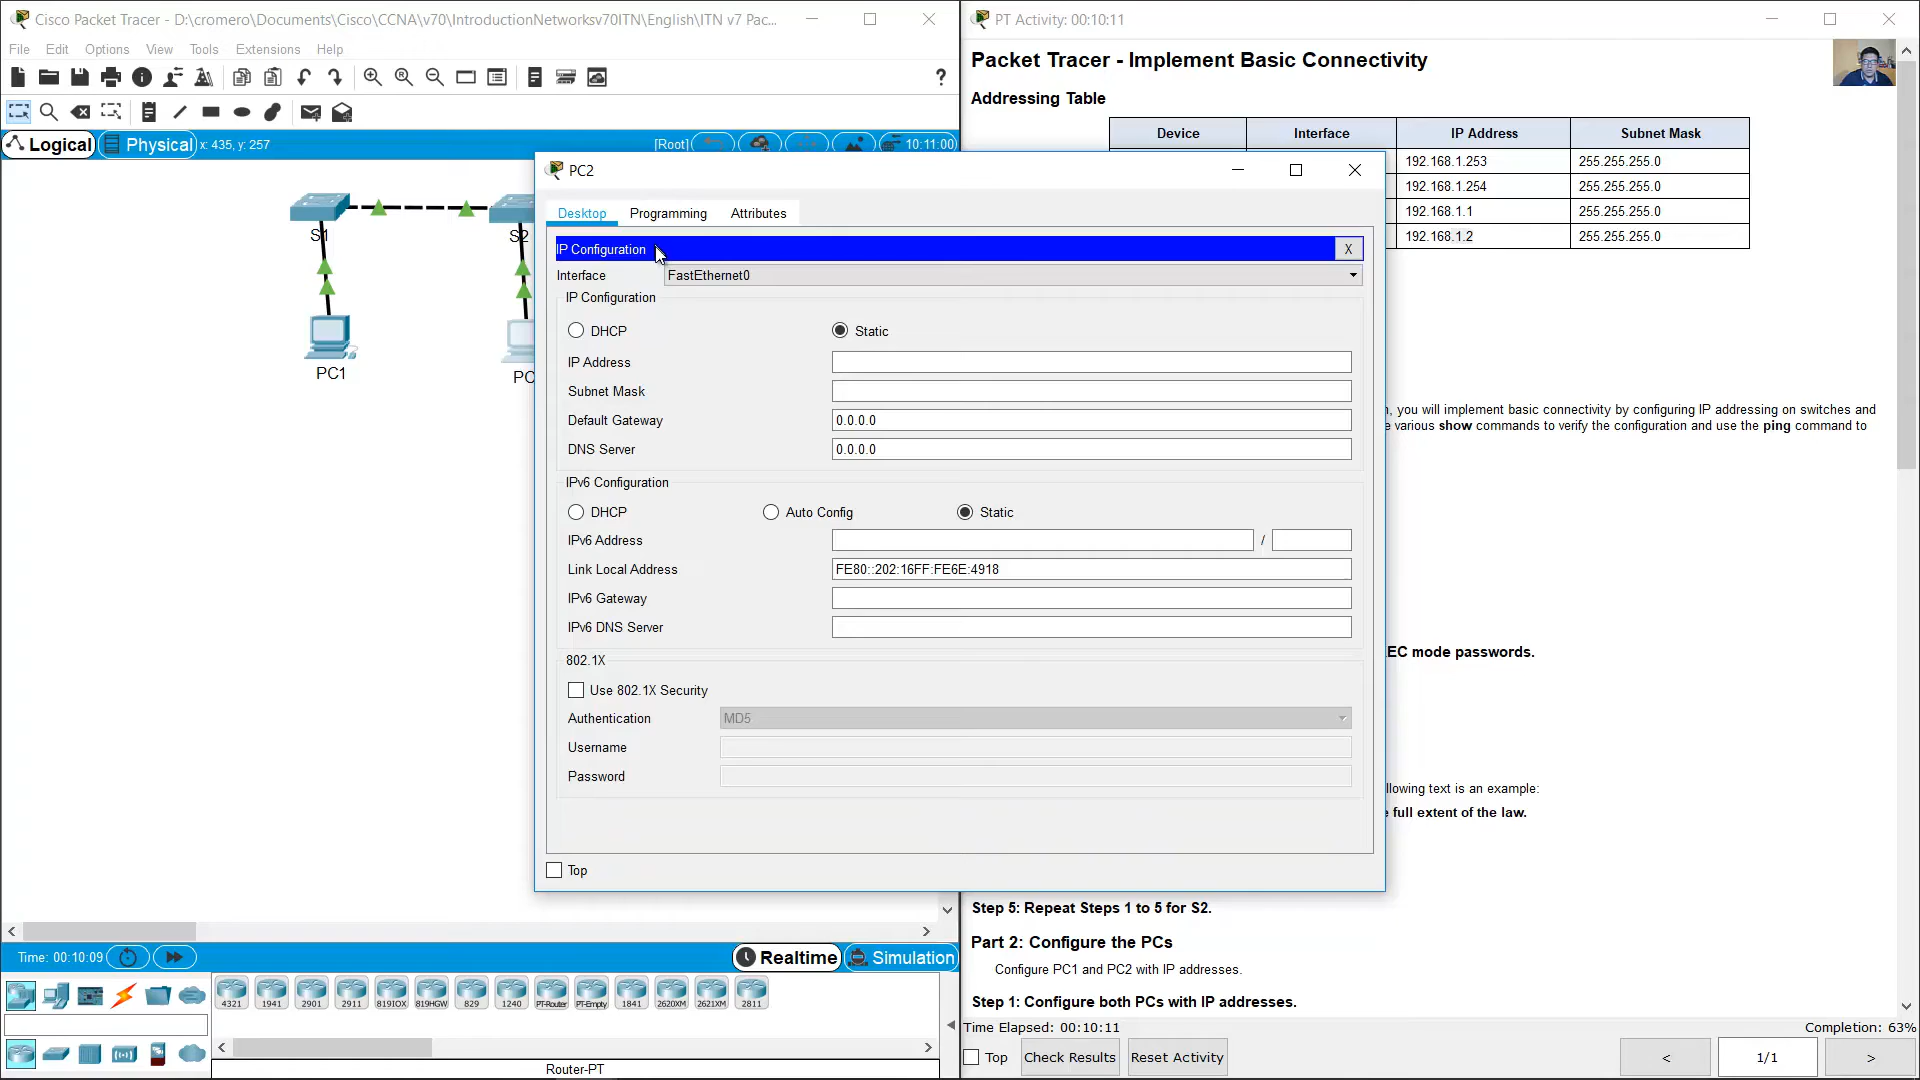 Cisco Packet Tracer - D:\cromero\Documents\Cisco\CCNA\v70\IntroductionNetworksv70ITN\English\ITN v7 Pac...
File Edit Options View Tools Extensions Help
?
Logical
Physical
x: 435, y: 257
[Root]
10:11:00
S1
S2
PC1
PC
PC2
Desktop
Programming
Attributes
IP Configuration
X
Interface
FastEthernet0
IP Configuration
DHCP
Static
IP Address
Subnet Mask
Default Gateway
0.0.0.0
DNS Server
0.0.0.0
IPv6 Configuration
DHCP
Auto Config
Static
IPv6 Address
/
Link Local Address
FE80::202:16FF:FE6E:4918
IPv6 Gateway
IPv6 DNS Server
802.1X
Use 802.1X Security
Authentication
MD5
Username
Password
Top
Time: 00:10:09
Realtime
Simulation
4321 1941 2901 2911 819IOX 819HGW 829 1240 PT-Router PT-Empty 1841 2620XM 2621XM 2811
Router-PT
PT Activity: 00:10:11
Packet Tracer - Implement Basic Connectivity
Addressing Table
Device Interface IP Address Subnet Mask
192.168.1.253 255.255.255.0
192.168.1.254 255.255.255.0
192.168.1.1 255.255.255.0
192.168.1.2 255.255.255.0
, you will implement basic connectivity by configuring IP addressing on switches and
e various show commands to verify the configuration and use the ping command to
EC mode passwords.
llowing text is an example:
full extent of the law.
Step 5: Repeat Steps 1 to 5 for S2.
Part 2: Configure the PCs
Configure PC1 and PC2 with IP addresses.
Step 1: Configure both PCs with IP addresses.
Time Elapsed: 00:10:11
Completion: 63%
Top
Check Results
Reset Activity
<
1/1
>